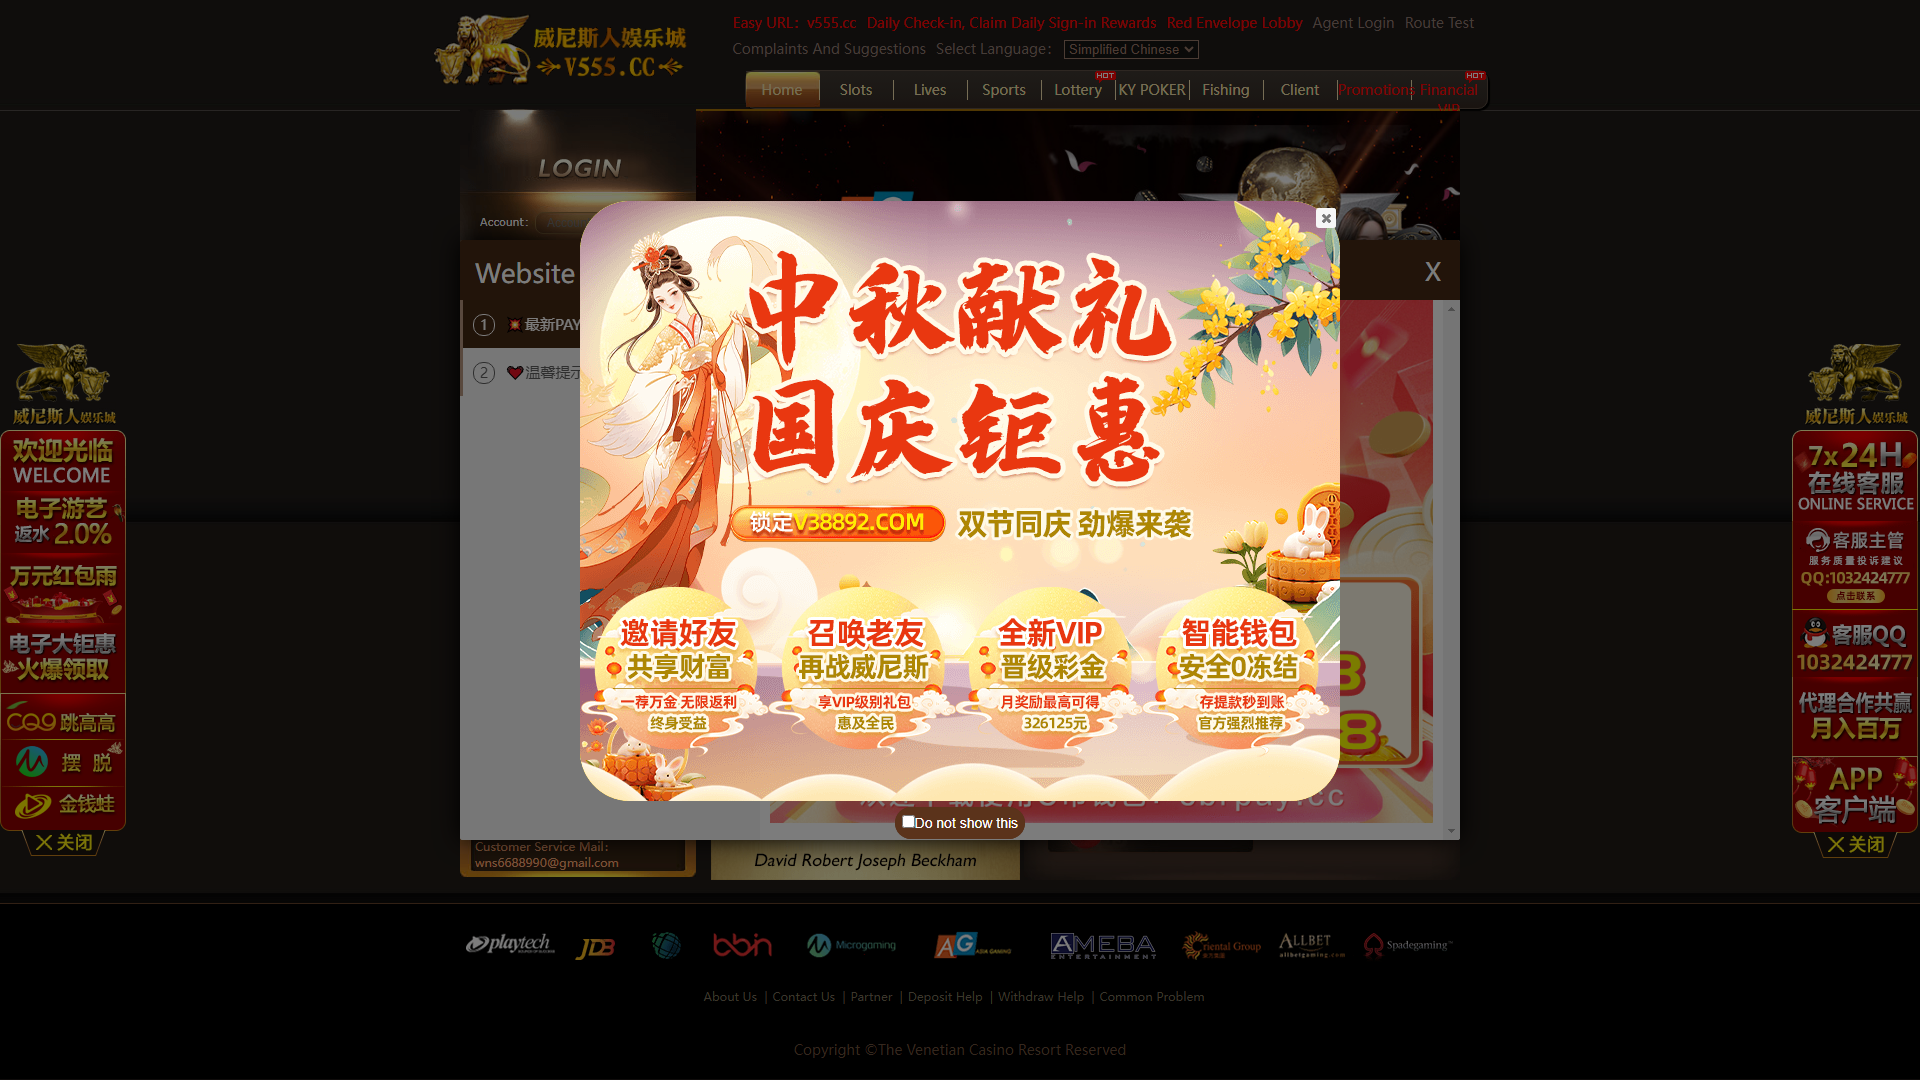 威尼斯人娱乐城
V555.CC
Easy URL: v555.cc Daily Check-in, Claim Daily Sign-in Rewards Red Envelope Lobby Agent Login Route Test
Complaints And Suggestions Select Language: Simplified Chinese
Home Slots Lives Sports Lottery HOT KY POKER Fishing Client Promotions Financial HOT
VIP
LOGIN
Account:
Website
X
1 最新PAY
2 温馨提示
中秋献礼
国庆钜惠
锁定V38892.COM 双节同庆 劲爆来袭
邀请好友
共享财富
一荐万金 无限返利
终身受益
召唤老友
再战威尼斯
享VIP级别礼包
惠及全民
全新VIP
晋级彩金
月奖励最高可得
326125元
智能钱包
安全0冻结
存提款秒到账
官方强烈推荐
Do not show this
威尼斯人娱乐城
欢迎光临
WELCOME
电子游艺
返水 2.0%
万元红包雨
电子大钜惠
火爆领取
CQ9 跳高高
摆 脱
金钱蛙
关闭
威尼斯人娱乐城
7x24H
在线客服
ONLINE SERVICE
客服主管
服务质量投诉建议
QQ:1032424777
点击联系
客服QQ
1032424777
代理合作共赢
月入百万
APP
客户端
关闭
Customer Service Mail:
wns6688990@gmail.com
David Robert Joseph Beckham
playtech JDB bbin Microgaming AG ASIA GAMING AMEBA ENTERTAINMENT Oriental Group ALLBET allbetgaming.com Spadegaming
About Us | Contact Us | Partner | Deposit Help | Withdraw Help | Common Problem
Copyright ©The Venetian Casino Resort Reserved